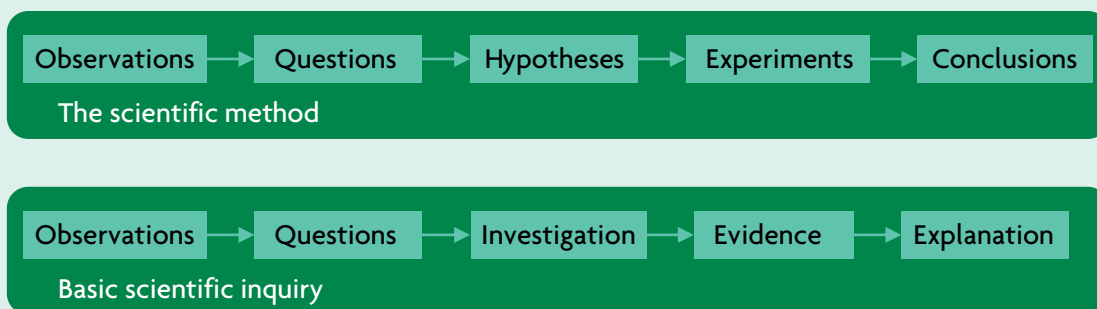 Observations Questions Hypotheses Experiments Conclusions
The scientific method
Observations Questions Investigation Evidence Explanation
Basic scientific inquiry